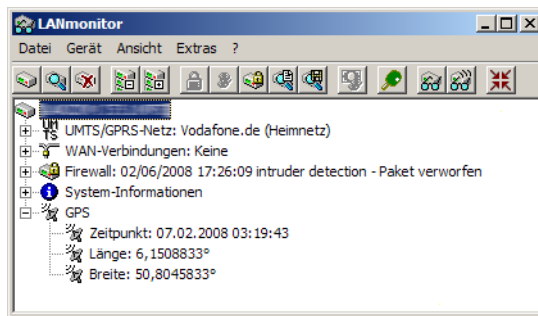 LANmonitor
Datei Gerät Ansicht Extras ?
UMTS/GPRS-Netz: Vodafone.de (Heimnetz)
WAN-Verbindungen: Keine
Firewall: 02/06/2008 17:26:09 intruder detection - Paket verworfen
System-Informationen
GPS
Zeitpunkt: 07.02.2008 03:19:43
Länge: 6,1508833°
Breite: 50,8045833°